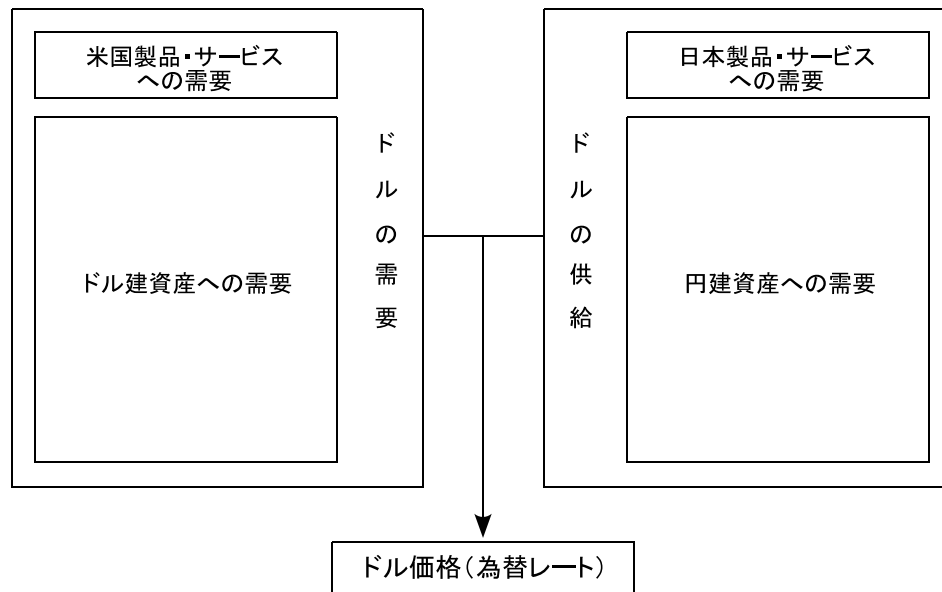 米国製品・サービス
への需要
ドル建資産への需要
ドルの需要
ドルの供給
日本製品・サービス
への需要
円建資産への需要
ドル価格(為替レート)